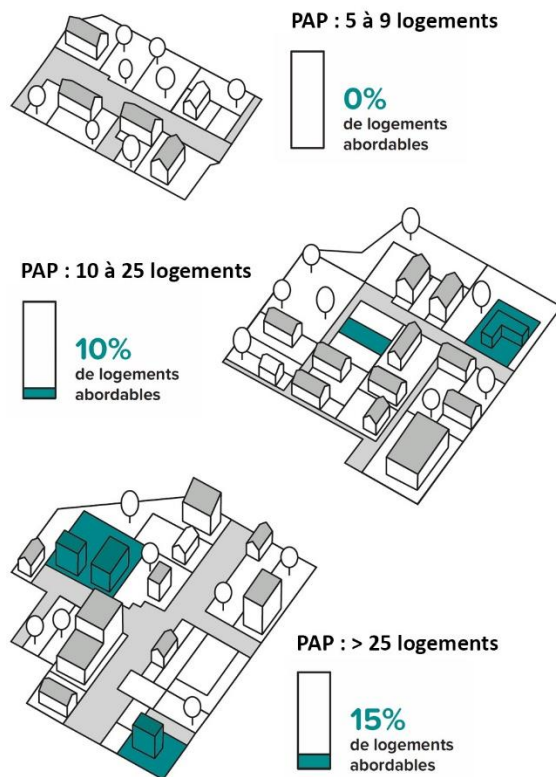 PAP : 5 à 9 logements
0%
de logements
abordables
PAP : 10 à 25 logements
10%
de logements
abordables
PAP : > 25 logements
15%
de logements
abordables